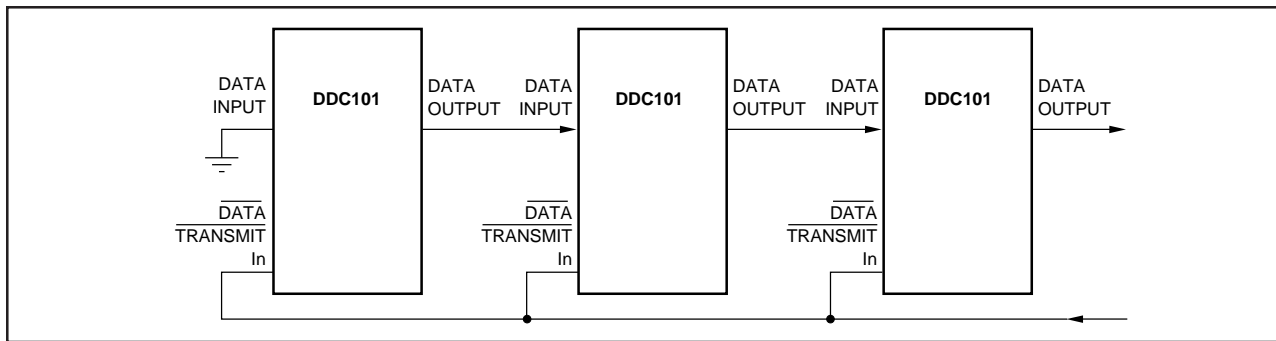 DATA
INPUT
DDC101
DATA
OUTPUT
DATA
INPUT
DDC101
DATA
OUTPUT
DATA
INPUT
DDC101
DATA
OUTPUT
DATA
TRANSMIT
In
DATA
TRANSMIT
In
DATA
TRANSMIT
In